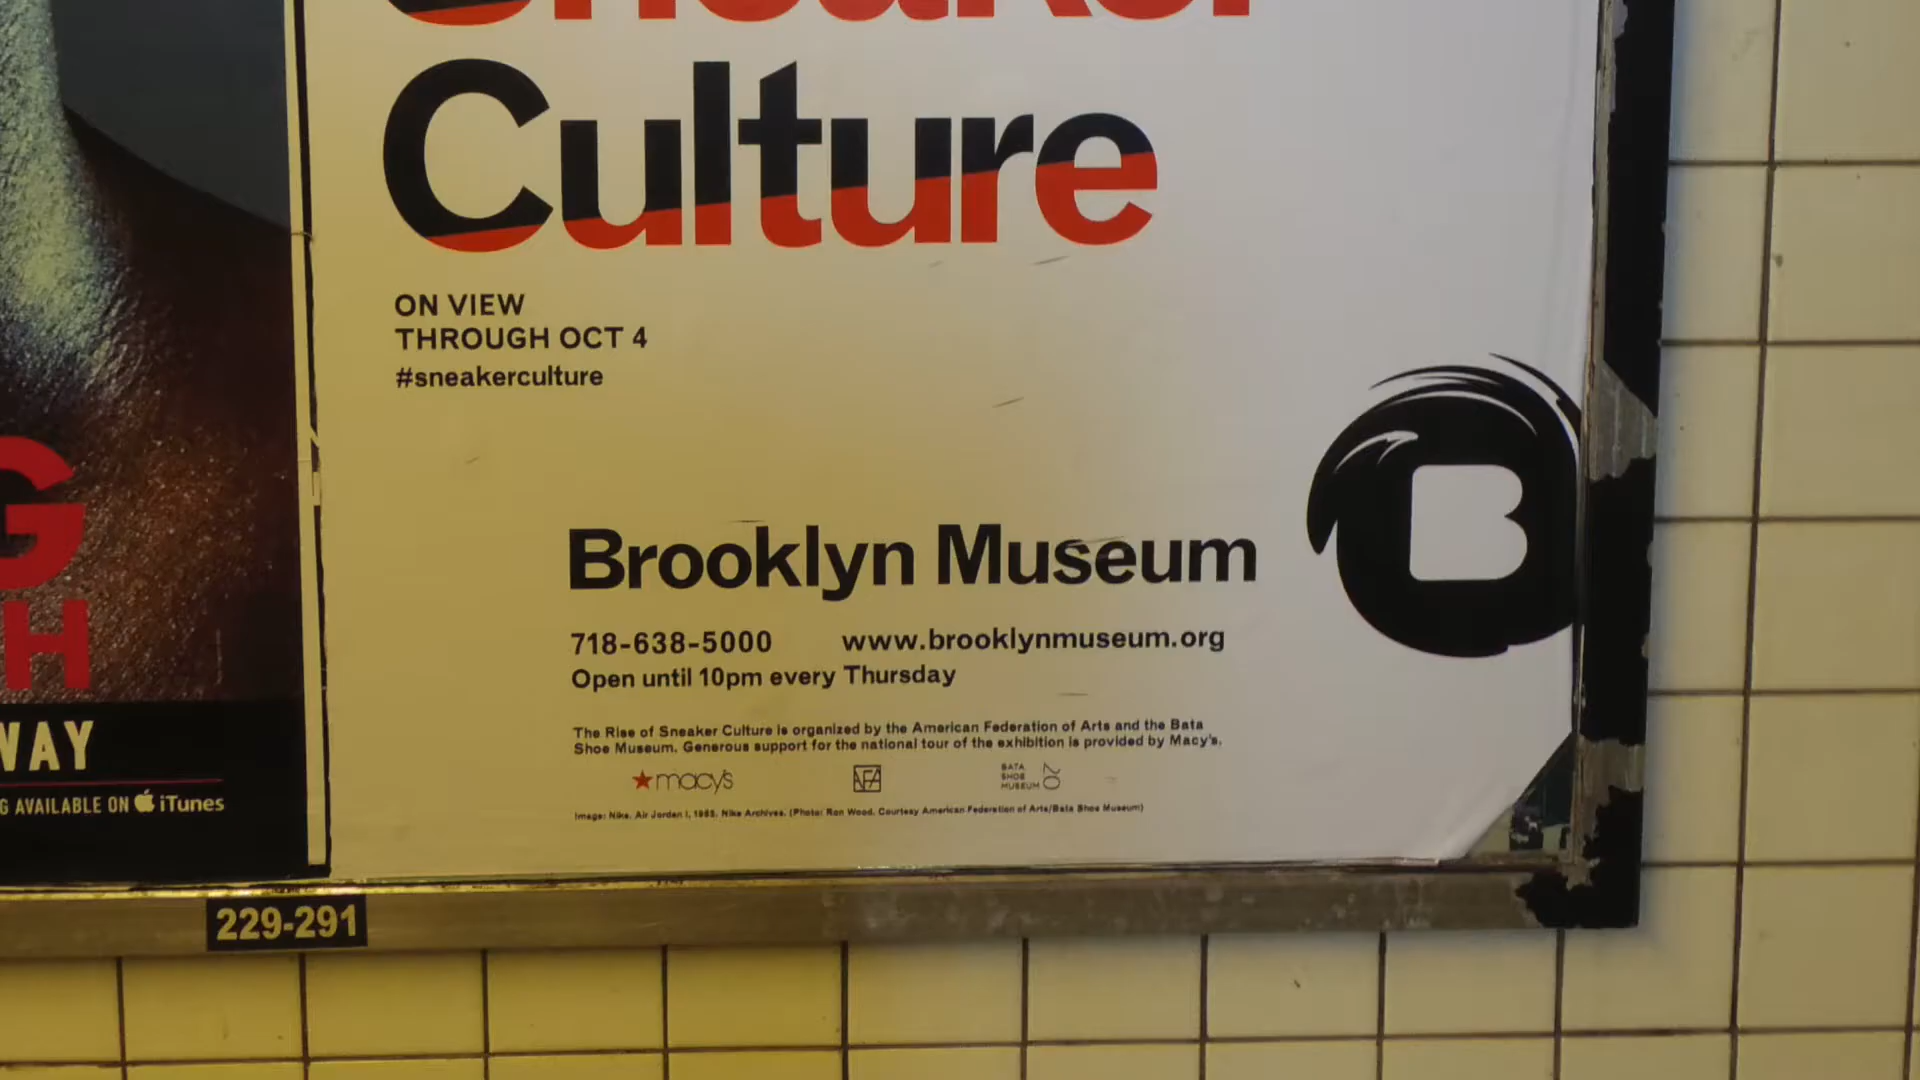 Sneaker
Culture
ON VIEW
THROUGH OCT 4
#sneakerculture
Brooklyn Museum
718-638-5000 www.brooklynmuseum.org
Open until 10pm every Thursday
The Rise of Sneaker Culture is organized by the American Federation of Arts and the Bata
Shoe Museum. Generous support for the national tour of the exhibition is provided by Macy's.
macy's AFA BATA
SHOE
MUSEUM
Image: Nike. Air Jordan I, 1985. Nike Archives. (Photo: Ron Wood. Courtesy American Federation of Arts/Bata Shoe Museum)
B
G
H
WAY
G AVAILABLE ON iTunes
229-291